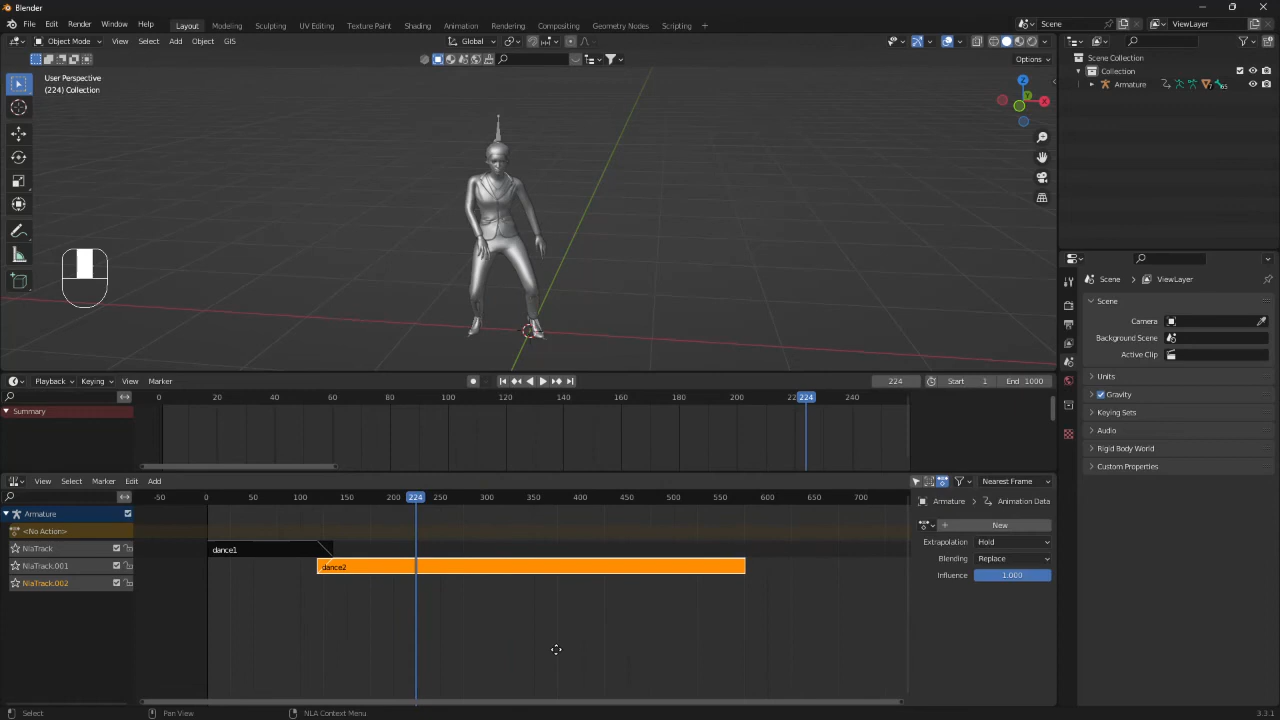 Blender
File Edit Render Window Help
Layout Modeling Sculpting UV Editing Texture Paint Shading Animation Rendering Compositing Geometry Nodes Scripting +
Scene
ViewLayer
Object Mode View Select Add Object GIS
Global
Options
User Perspective
(224) Collection
Z
Y
X
Scene Collection
Collection
Armature
7
65
Scene
ViewLayer
Scene
Camera
Background Scene
Active Clip
Units
Gravity
Keying Sets
Audio
Rigid Body World
Custom Properties
Playback Keying View Marker
224
Start 1
End 1000
0 20 40 60 80 100 120 140 160 180 200 22 224 240
Summary
View Select Marker Edit Add
Nearest Frame
-50 0 50 100 150 200 224 250 300 350 400 450 500 550 600 650 700
Armature
<No Action>
NlaTrack
NlaTrack.001
NlaTrack.002
dance1
dance2
Armature
Animation Data
New
Extrapolation Hold
Blending Replace
Influence 1.000
Select
Pan View
NLA Context Menu
3.3.1